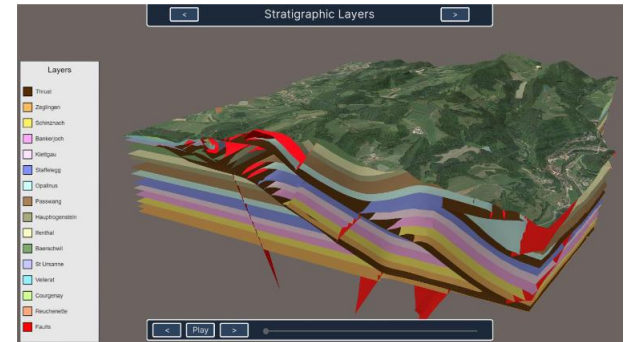 < Stratigraphic Layers >
Layers
Thrust
Zeglingen
Schinznach
Bankerjoch
Klettgau
Staffelegg
Opalinus
Passwang
Hauptrogenstein
Ifenthal
Baerschwil
St Ursanne
Vellerat
Courgenay
Reuchenette
Faults
< Play >